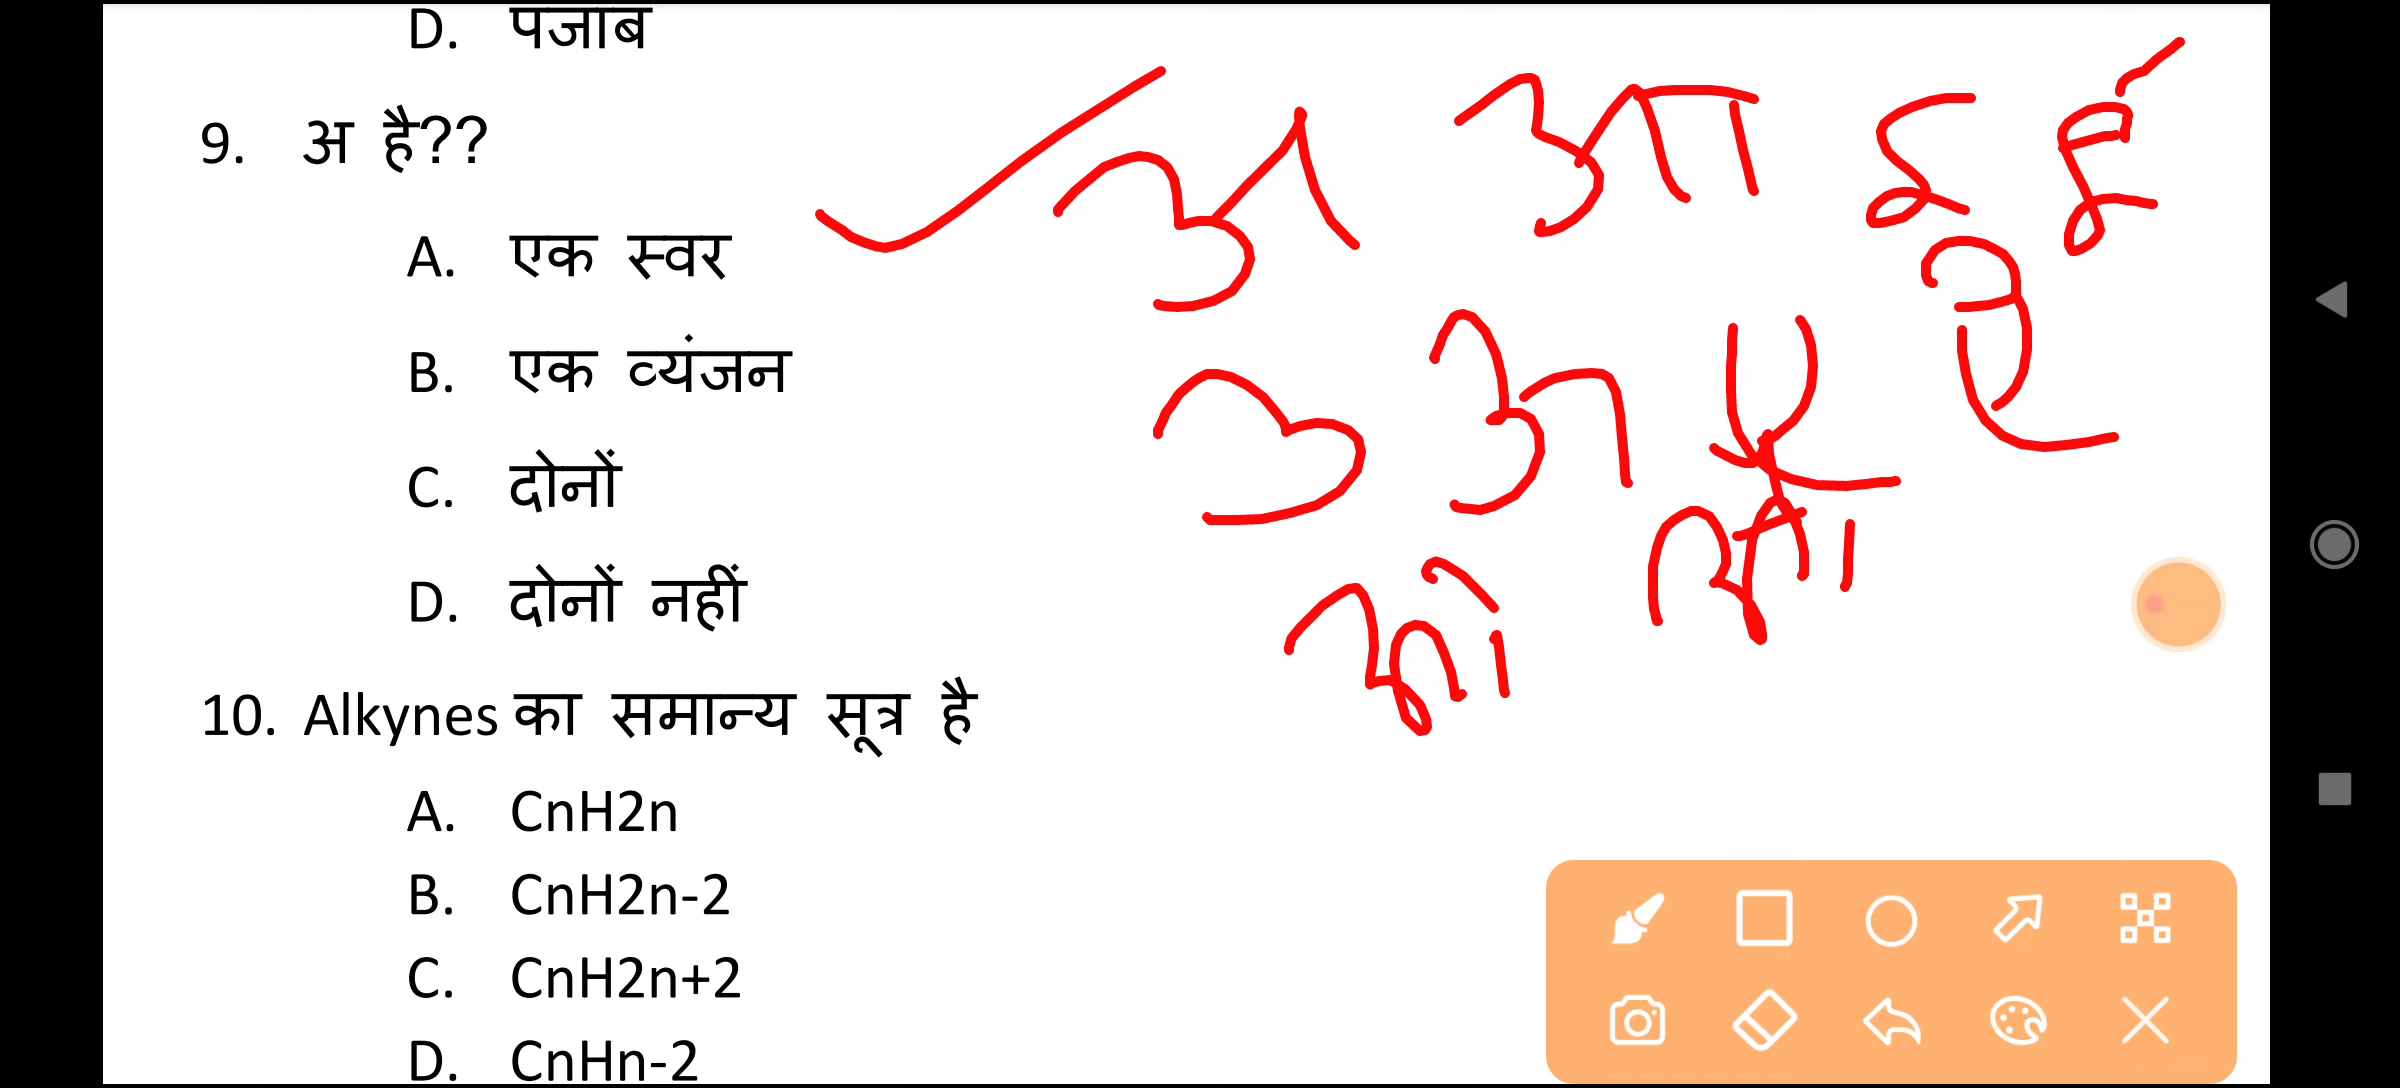 D. पंजाब
9. अ है??
A. एक स्वर
B. एक व्यंजन
C. दोनों
D. दोनों नहीं
10. Alkynes का समान्य सूत्र है
A. CnH2n
B. CnH2n-2
C. CnH2n+2
D. CnHn-2
अ आ इ ई